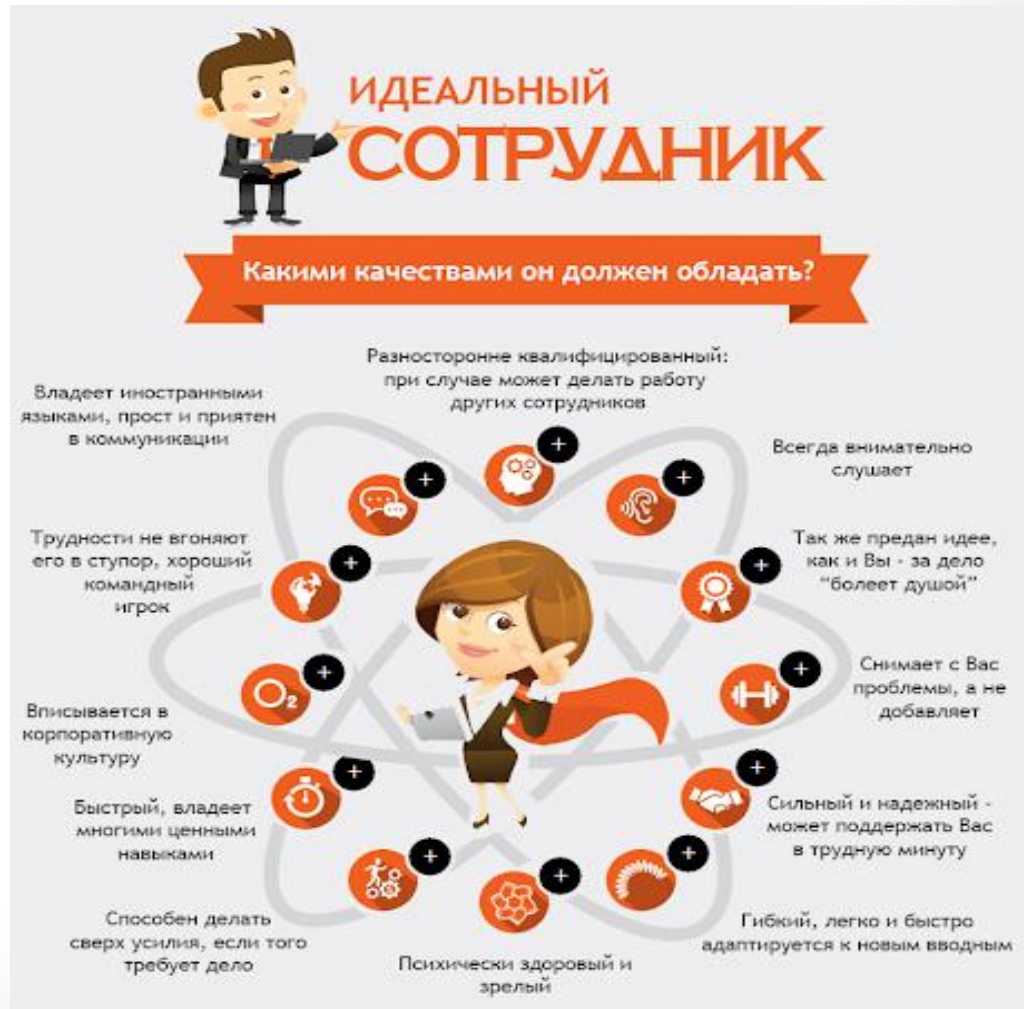 ИДЕАЛЬНЫЙ
СОТРУДНИК
Какими качествами он должен обладать?
Разносторонне квалифицированный:
при случае может делать работу
других сотрудников
Владеет иностранными
языками, прост и приятен
в коммуникации
Всегда внимательно
слушает
Трудности не вгоняют
его в ступор, хороший
командный
игрок
Так же предан идее,
как и Вы - за дело
"болеет душой"
O2
Снимает с Вас
проблемы, а не
добавляет
Вписывается в
корпоративную
культуру
Быстрый, владеет
многими ценными
навыками
Сильный и надежный -
может поддержать Вас
в трудную минуту
Способен делать
сверх усилия, если того
требует дело
Психически здоровый и
зрелый
Гибкий, легко и быстро
адаптируется к новым вводным